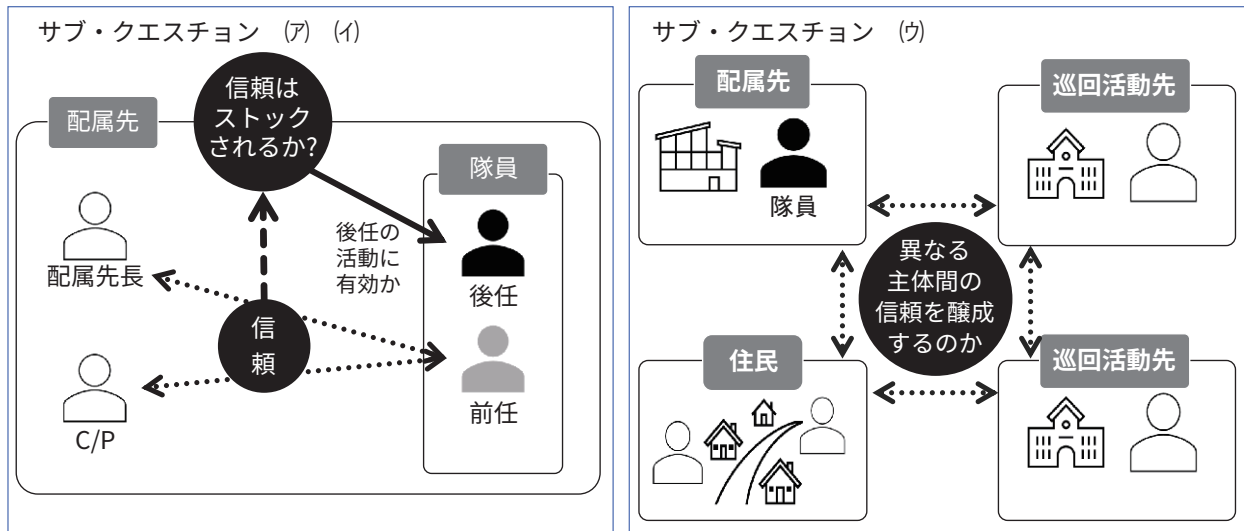 サブ・クエスチョン ㈦ ㈧
信頼は
ストック
されるか?
配属先
隊員
配属先長
後任の
活動に
有効か
後任
信
頼
前任
C/P
サブ・クエスチョン ㈨
配属先
巡回活動先
隊員
異なる
主体間の
信頼を醸成
するのか
住民
巡回活動先